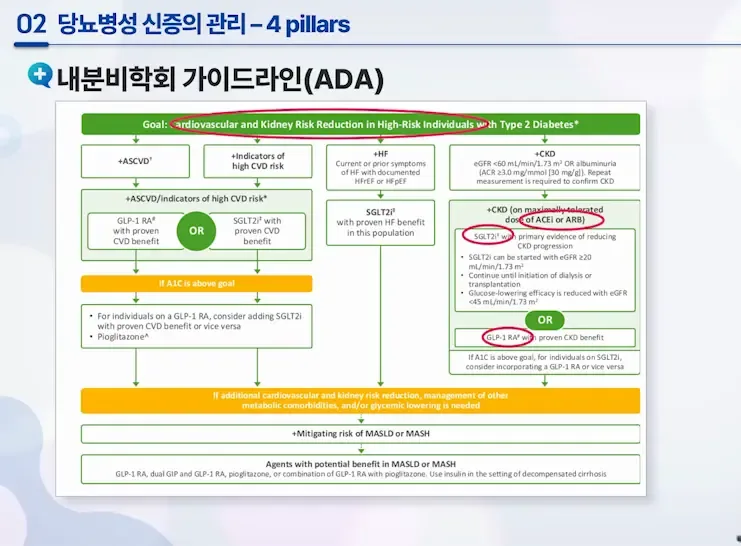 02 당뇨병성 신증의 관리 – 4 pillars
내분비학회 가이드라인(ADA)
Goal: Cardiovascular and Kidney Risk Reduction in High-Risk Individuals with Type 2 Diabetes*
+ASCVD†
+Indicators of
high CVD risk
+HF
Current or prior symptoms
of HF with documented
HFrEF or HFpEF
+CKD
eGFR <60 mL/min/1.73 m² OR albuminuria
(ACR ≥3.0 mg/mmol [30 mg/g]). Repeat
measurement is required to confirm CKD
+ASCVD/indicators of high CVD risk*
GLP-1 RA#
with proven
CVD benefit
OR
SGLT2i‡ with
proven CVD
benefit
SGLT2i‡
with proven HF benefit
in this population
+CKD (on maximally tolerated
dose of ACEi or ARB)
SGLT2i‡ with primary evidence of reducing
CKD progression
• SGLT2i can be started with eGFR ≥20
mL/min/1.73 m²
• Continue until initiation of dialysis or
transplantation
• Glucose-lowering efficacy is reduced with eGFR
<45 mL/min/1.73 m²
OR
GLP-1 RA# with proven CKD benefit
If A1C is above goal
• For individuals on a GLP-1 RA, consider adding SGLT2i
with proven CVD benefit or vice versa
• Pioglitazone^
If A1C is above goal, for individuals on SGLT2i,
consider incorporating a GLP-1 RA or vice versa
If additional cardiovascular and kidney risk reduction, management of other
metabolic comorbidities, and/or glycemic lowering is needed
+Mitigating risk of MASLD or MASH
Agents with potential benefit in MASLD or MASH
GLP-1 RA, dual GIP and GLP-1 RA, pioglitazone, or combination of GLP-1 RA with pioglitazone. Use insulin in the setting of decompensated cirrhosis